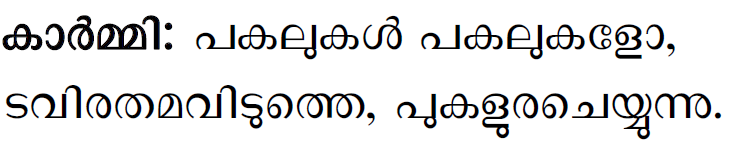 കാർമ്മി: പകലുകൾ പകലുകളോ,
ടവിരതമവിടുത്തെ, പുകളുരചെയ്യുന്നു.